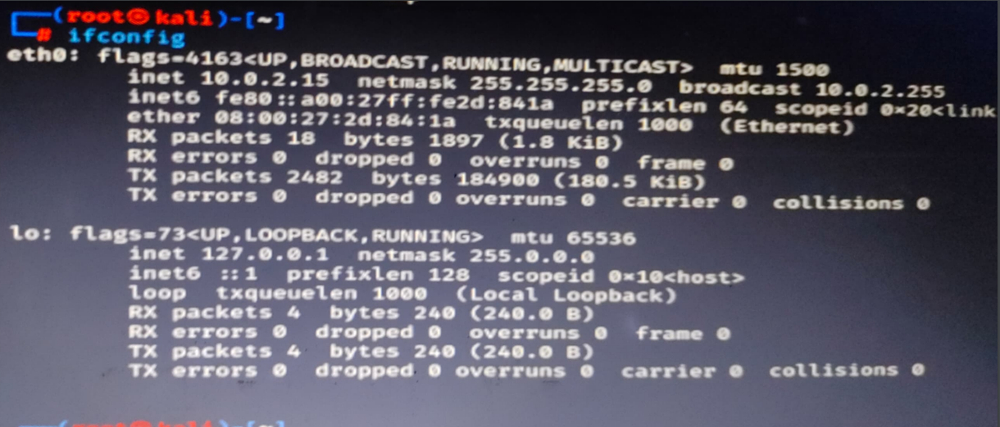 ┌──(root㉿kali)-[~]
└─# ifconfig
eth0: flags=4163<UP,BROADCAST,RUNNING,MULTICAST>  mtu 1500
        inet 10.0.2.15  netmask 255.255.255.0  broadcast 10.0.2.255
        inet6 fe80::a00:27ff:fe2d:841a  prefixlen 64  scopeid 0×20<link
        ether 08:00:27:2d:84:1a  txqueuelen 1000  (Ethernet)
        RX packets 18  bytes 1897 (1.8 KiB)
        RX errors 0  dropped 0  overruns 0  frame 0
        TX packets 2482  bytes 184900 (180.5 KiB)
        TX errors 0  dropped 0 overruns 0  carrier 0  collisions 0

lo: flags=73<UP,LOOPBACK,RUNNING>  mtu 65536
        inet 127.0.0.1  netmask 255.0.0.0
        inet6 ::1  prefixlen 128  scopeid 0×10<host>
        loop  txqueuelen 1000  (Local Loopback)
        RX packets 4  bytes 240 (240.0 B)
        RX errors 0  dropped 0  overruns 0  frame 0
        TX packets 4  bytes 240 (240.0 B)
        TX errors 0  dropped 0 overruns 0  carrier 0  collisions 0

┌──(root㉿kali)-[~]